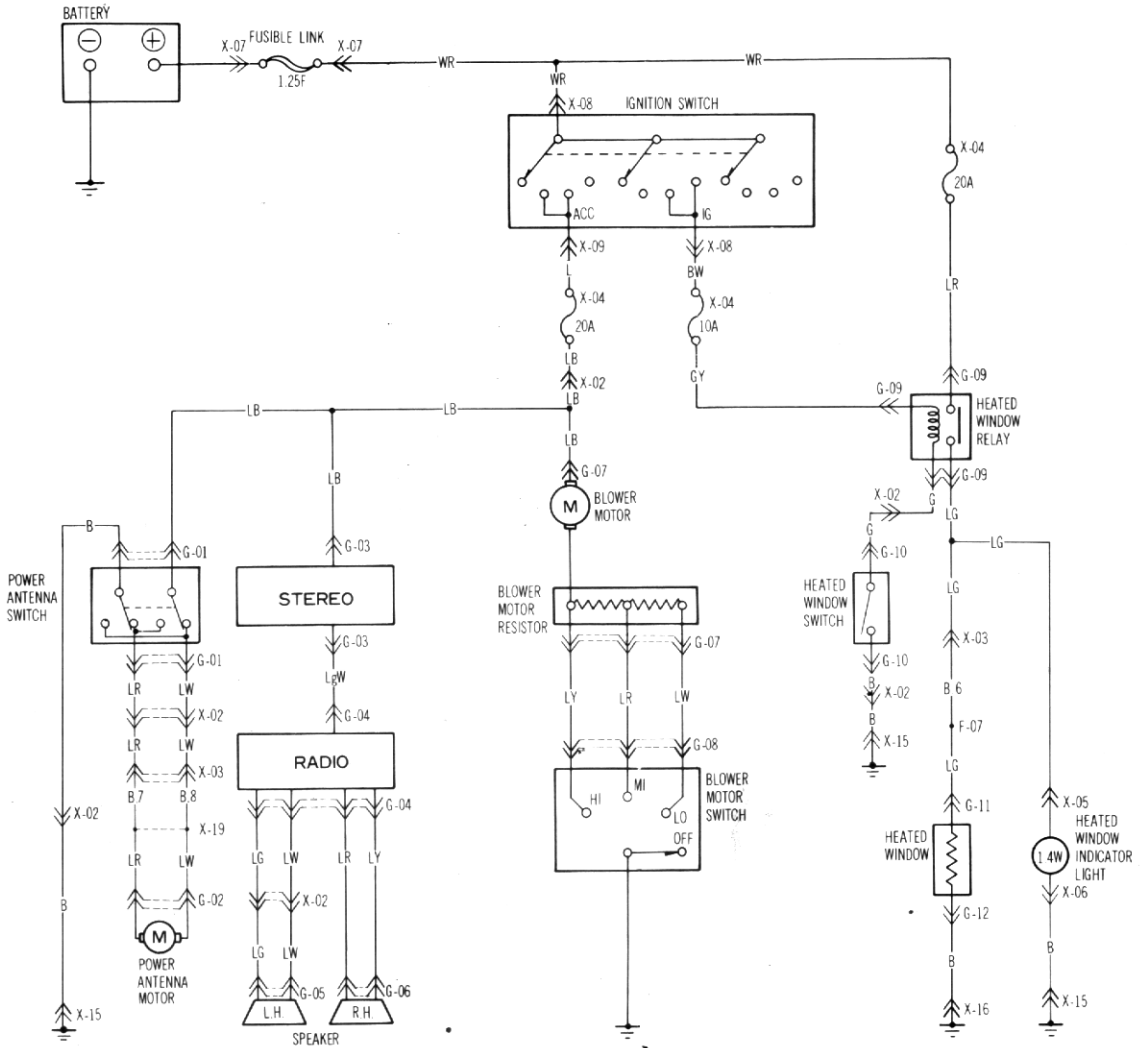 BATTERY
X-07
FUSIBLE LINK
X-07
1.25F
WR
WR
WR
X-08
IGNITION SWITCH
ACC
IG
X-09
X-08
L
BW
X-04
20A
X-04
10A
X-04
20A
LB
X-02
LB
GY
LR
G-09
G-09
HEATED
WINDOW
RELAY
G-09
LB
LB
LB
LB
G-07
M
BLOWER
MOTOR
X-02
G
LG
LG
G
G-10
HEATED
WINDOW
SWITCH
G-10
B
X-02
B
X-15
LG
X-03
B.6
F-07
LG
G-11
HEATED
WINDOW
G-12
B
X-16
X-05
1.4W
HEATED
WINDOW
INDICATOR
LIGHT
X-06
B
X-15
B
G-01
POWER
ANTENNA
SWITCH
G-01
LR
LW
X-02
LR
LW
X-03
B.7
B.8
X-19
LR
LW
G-02
M
POWER
ANTENNA
MOTOR
X-02
B
X-15
G-03
STEREO
G-03
LgW
G-04
RADIO
G-04
LG
LW
LR
LY
X-02
LG
LW
G-05
G-06
L.H.
R.H.
SPEAKER
BLOWER
MOTOR
RESISTOR
G-07
LY
LR
LW
G-08
BLOWER
MOTOR
SWITCH
HI
MI
LO
OFF